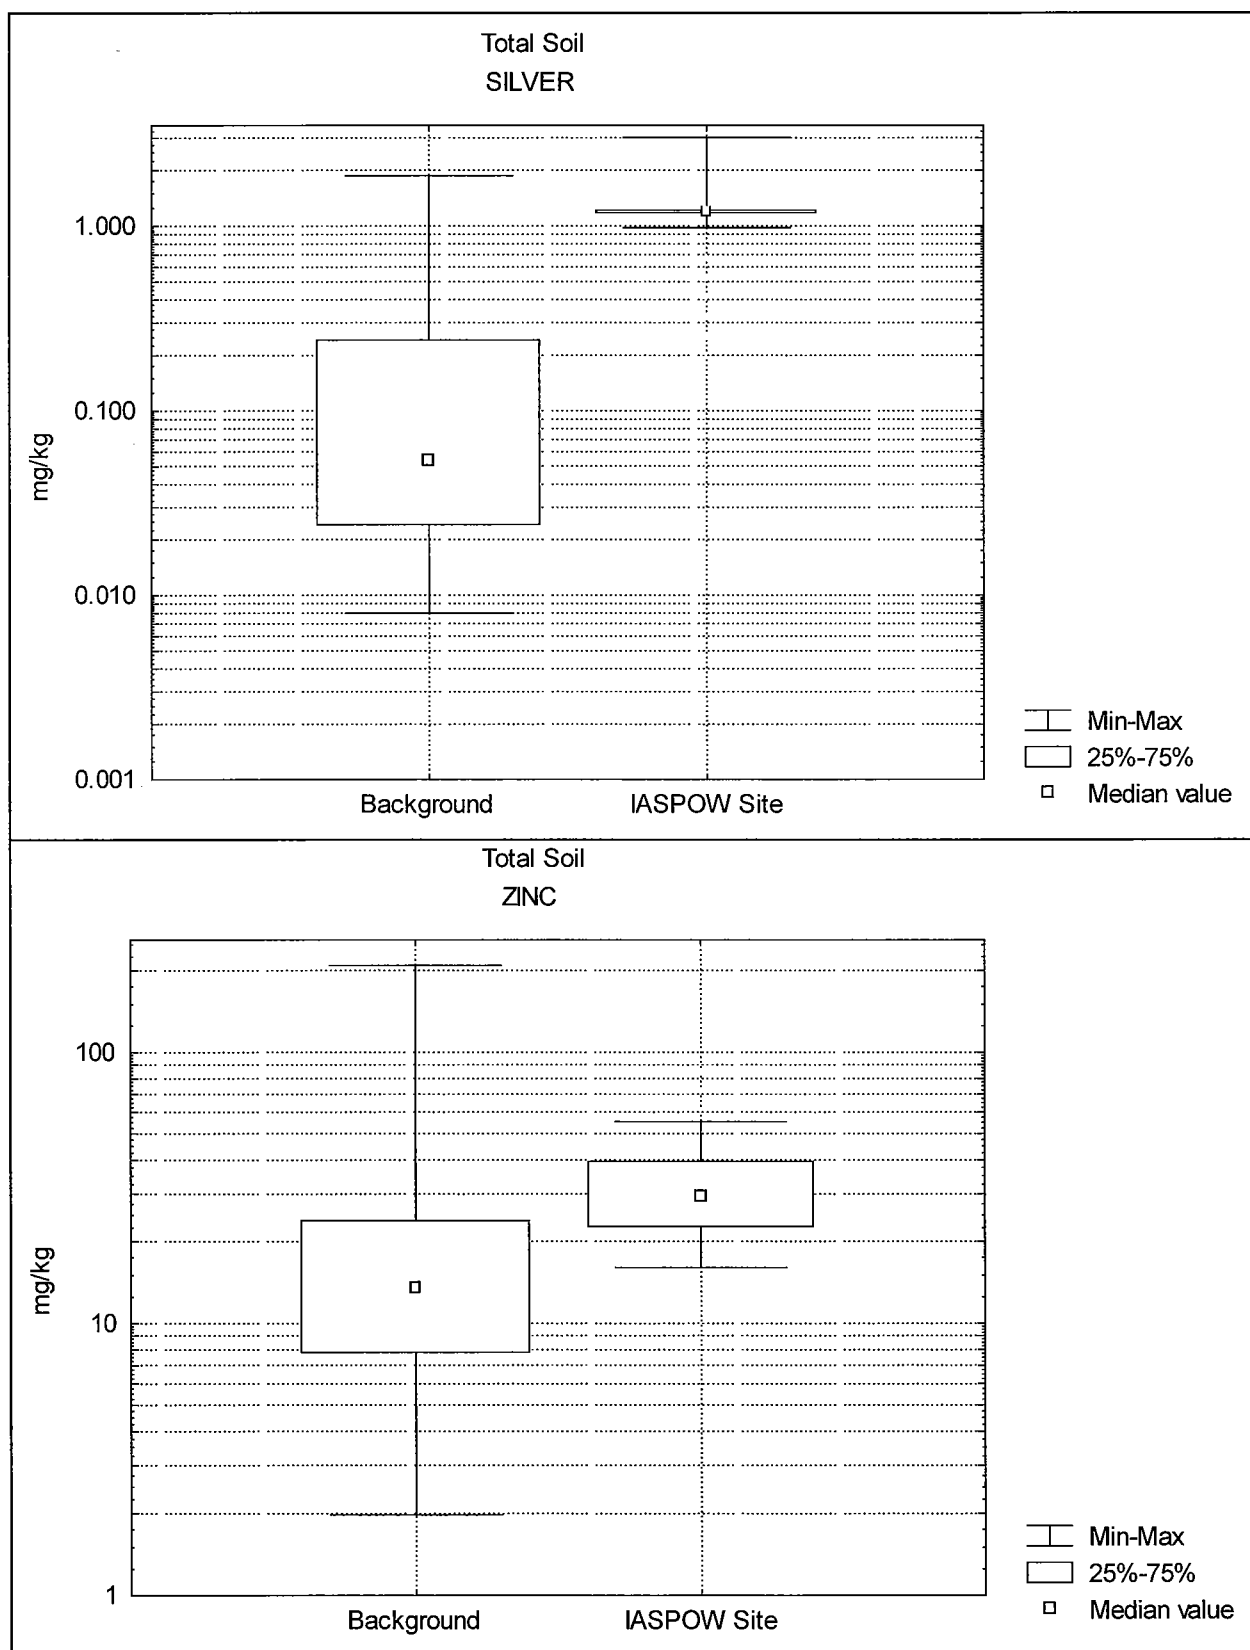 Total Soil
SILVER
mg/kg
1.000
0.100
0.010
0.001
Background
IASPOW Site
Min-Max
25%-75%
Median value
Total Soil
ZINC
mg/kg
100
10
1
Background
IASPOW Site
Min-Max
25%-75%
Median value